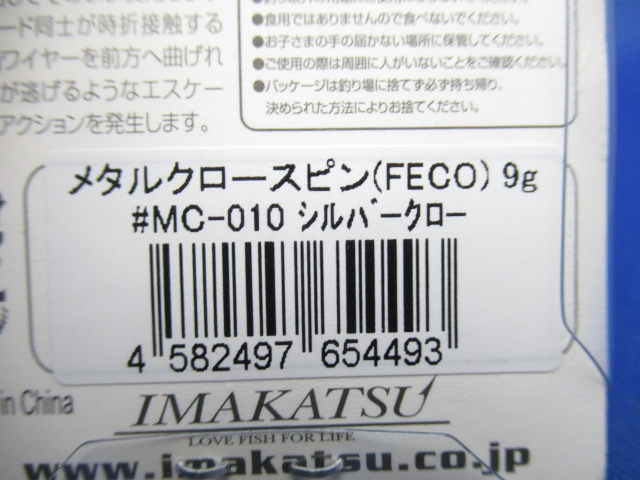 ード同士が時折接触する
ワイヤーを前方へ曲げれ
が逃げるようなエスケー
アクションを発生します。
●食用ではありませんので食べないでください。
●お子さまの手の届かない場所に保管してください。
●ご使用の際は周囲に人がいないことをご確認ください。
●パッケージは釣り場に捨てず必ず持ち帰り、
決められた方法によりお捨てください。
メタルクロースピン(FECO) 9g
#MC-010 シルバークロー
4 582497 654493
in China
IMAKATSU
LOVE FISH FOR LIFE
www.imakatsu.co.jp